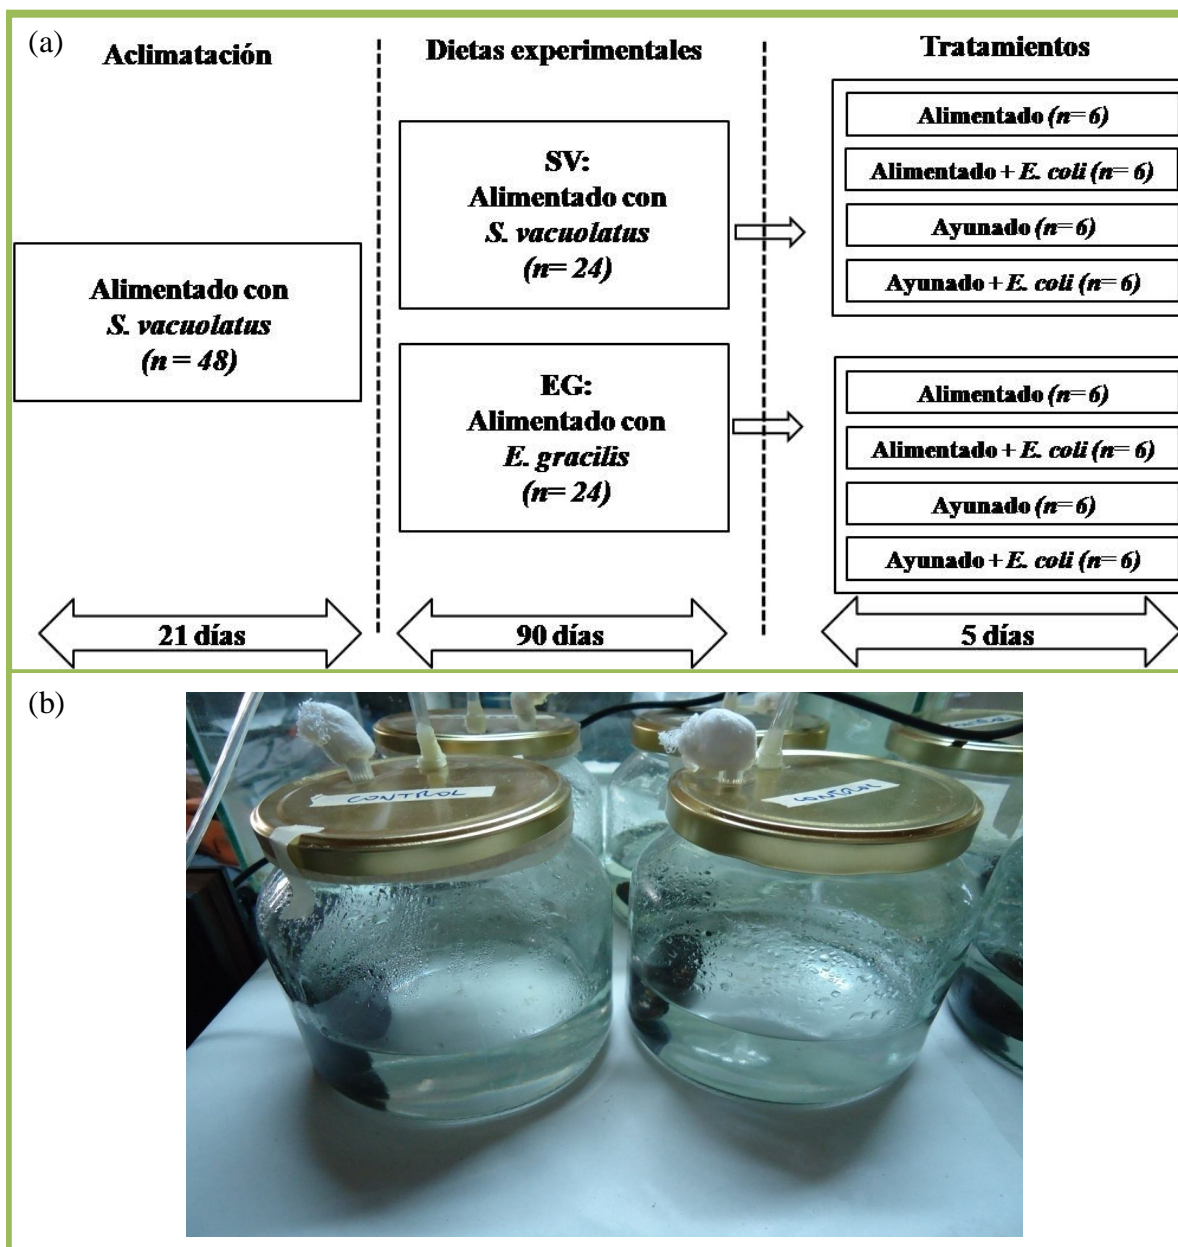 (a)
Aclimatación
Dietas experimentales
Tratamientos
Alimentado con
S. vacuolatus
(n = 48)
SV:
Alimentado con
S. vacuolatus
(n= 24)
EG:
Alimentado con
E. gracilis
(n= 24)
Alimentado (n= 6)
Alimentado + E. coli (n= 6)
Ayunado (n= 6)
Ayunado + E. coli (n= 6)
Alimentado (n= 6)
Alimentado + E. coli (n= 6)
Ayunado (n= 6)
Ayunado + E. coli (n= 6)
21 días
90 días
5 días
(b)
CONTROL
CONTROL